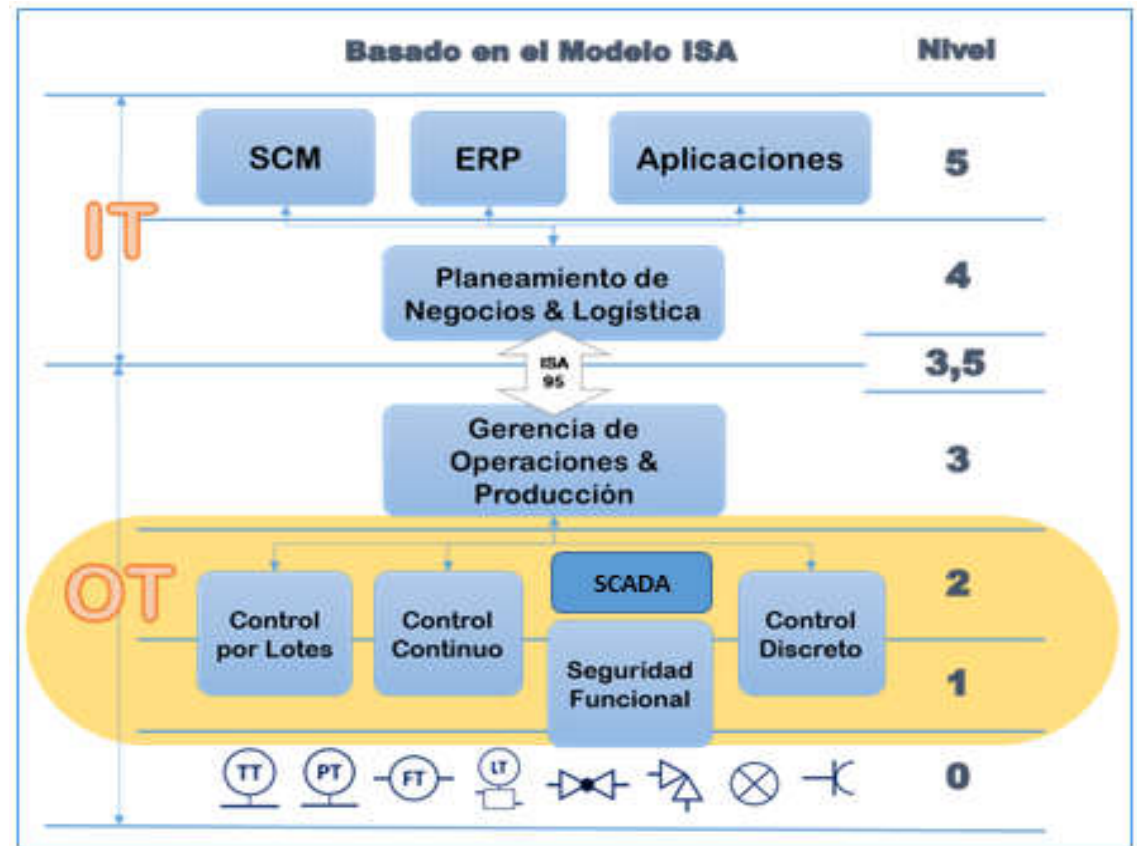 Basado en el Modelo ISA
Nivel
SCM
ERP
Aplicaciones
5
IT
Planeamiento de
Negocios & Logística
4
ISA
95
3,5
Gerencia de
Operaciones &
Producción
3
OT
SCADA
2
Control
por Lotes
Control
Continuo
Control
Discreto
Seguridad
Funcional
1
TT
PT
FT
LT
0